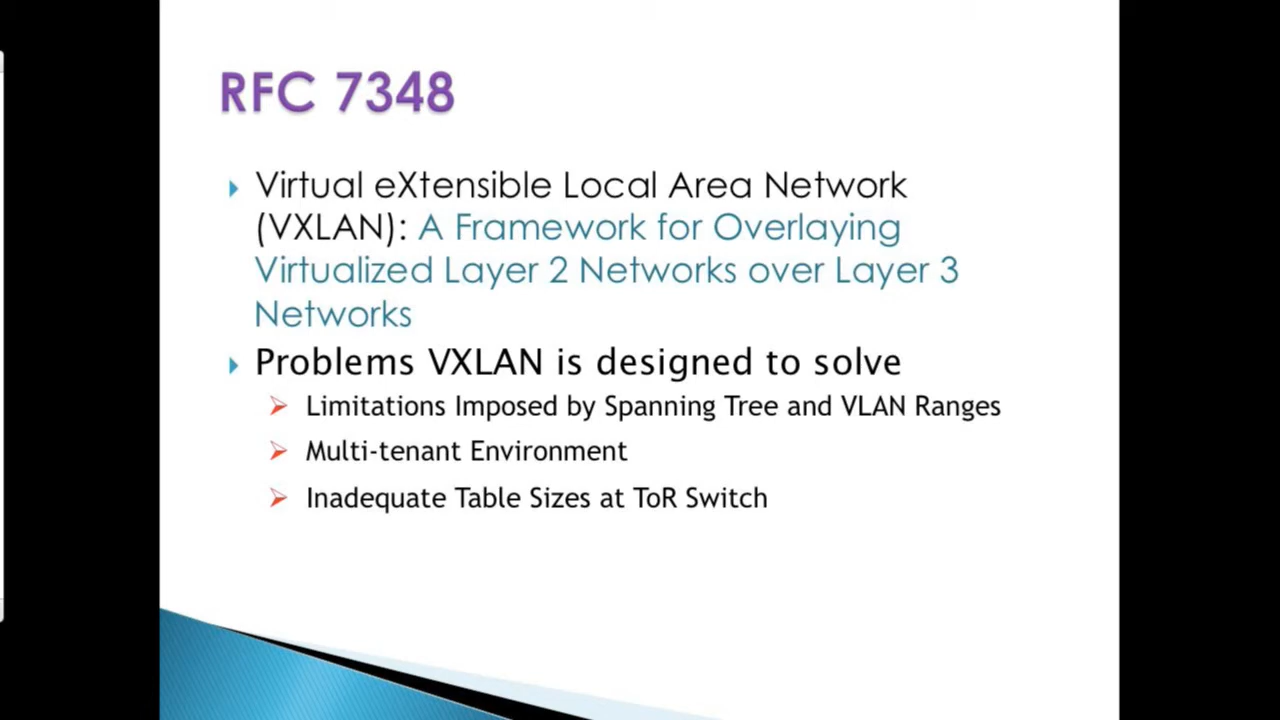 RFC 7348
Virtual eXtensible Local Area Network
(VXLAN): A Framework for Overlaying
Virtualized Layer 2 Networks over Layer 3
Networks
Problems VXLAN is designed to solve
Limitations Imposed by Spanning Tree and VLAN Ranges
Multi-tenant Environment
Inadequate Table Sizes at ToR Switch